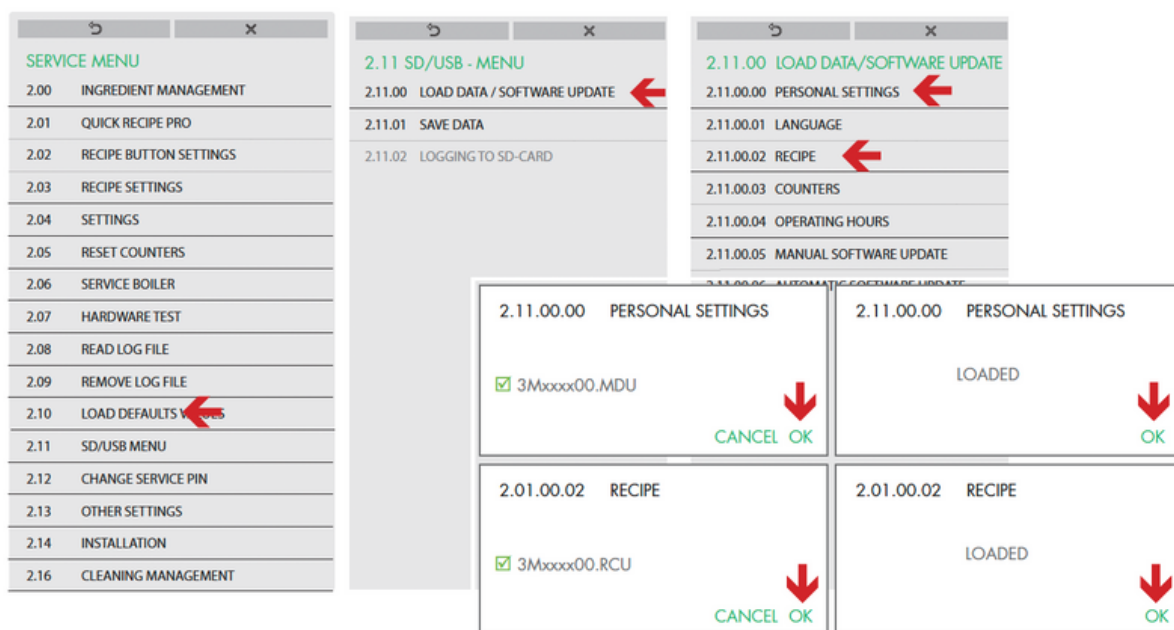 SERVICE MENU
2.00 INGREDIENT MANAGEMENT
2.01 QUICK RECIPE PRO
2.02 RECIPE BUTTON SETTINGS
2.03 RECIPE SETTINGS
2.04 SETTINGS
2.05 RESET COUNTERS
2.06 SERVICE BOILER
2.07 HARDWARE TEST
2.08 READ LOG FILE
2.09 REMOVE LOG FILE
2.10 LOAD DEFAULTS
2.11 SD/USB MENU
2.12 CHANGE SERVICE PIN
2.13 OTHER SETTINGS
2.14 INSTALLATION
2.16 CLEANING MANAGEMENT
2.11 SD/USB - MENU
2.11.00 LOAD DATA / SOFTWARE UPDATE
2.11.01 SAVE DATA
2.11.02 LOGGING TO SD-CARD
2.11.00 LOAD DATA/SOFTWARE UPDATE
2.11.00.00 PERSONAL SETTINGS
2.11.00.01 LANGUAGE
2.11.00.02 RECIPE
2.11.00.03 COUNTERS
2.11.00.04 OPERATING HOURS
2.11.00.05 MANUAL SOFTWARE UPDATE
2.11.00.06 AUTOMATIC SOFTWARE UPDATE
2.11.00.00 PERSONAL SETTINGS
3Mxxxx00.MDU
CANCEL OK
2.11.00.00 PERSONAL SETTINGS
LOADED
OK
2.01.00.02 RECIPE
3Mxxxx00.RCU
CANCEL OK
2.01.00.02 RECIPE
LOADED
OK